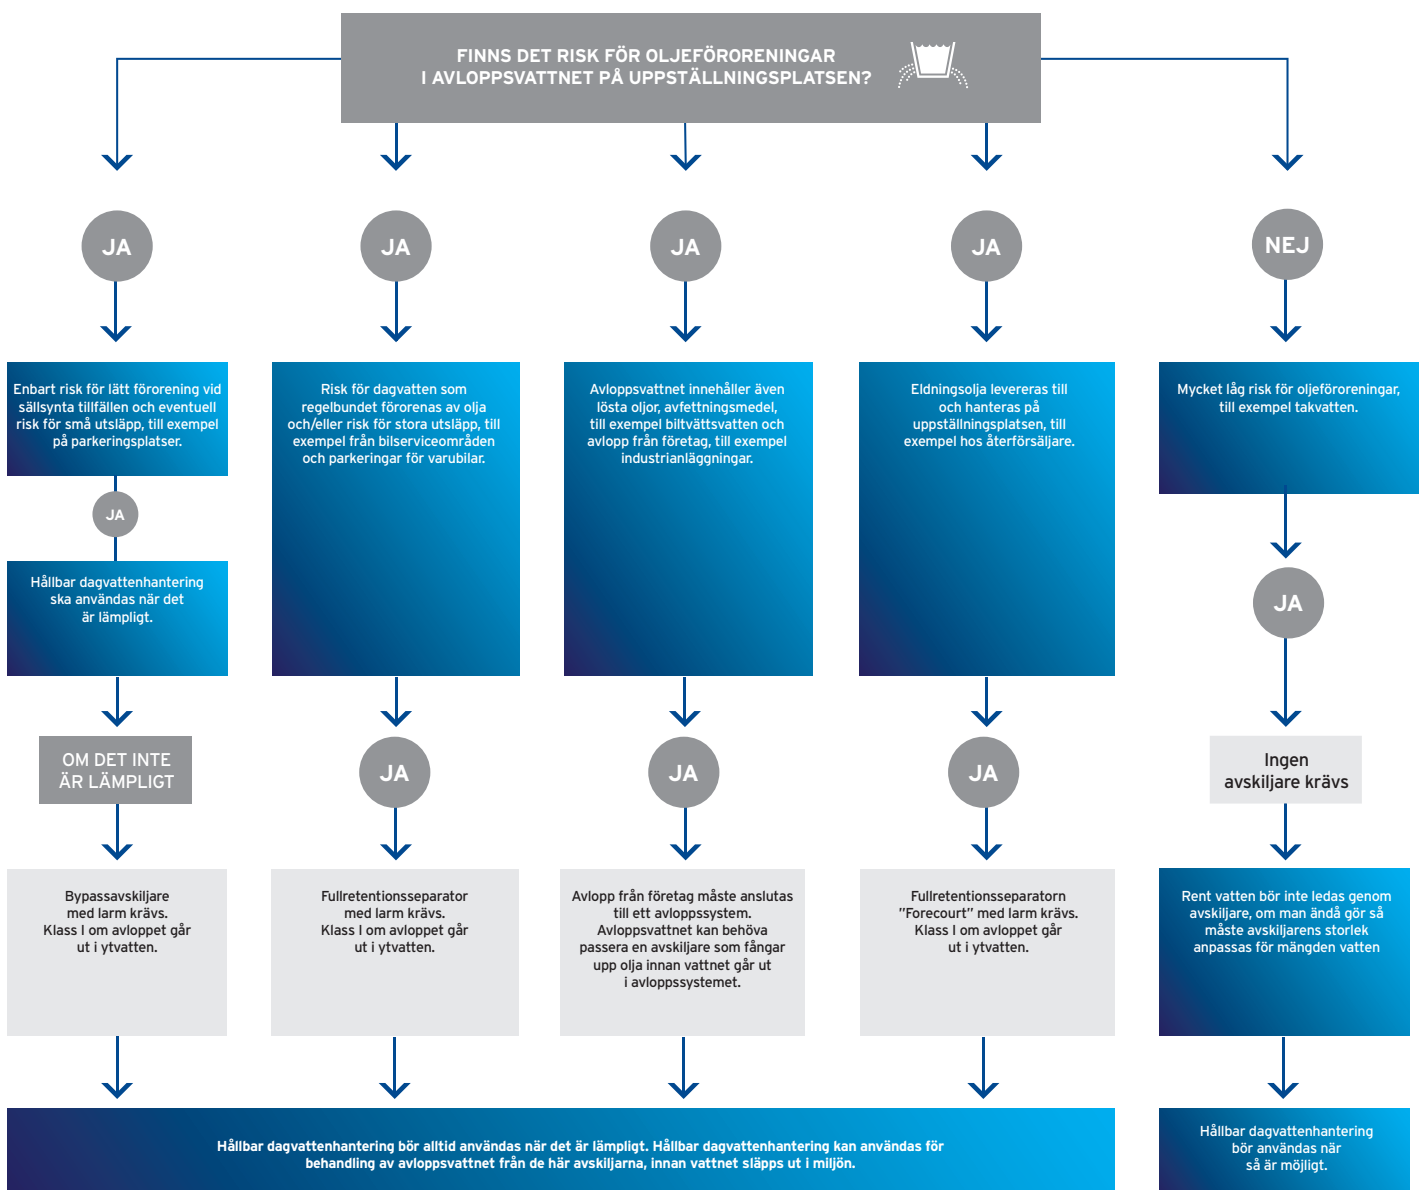 FINNS DET RISK FÖR OLJEFÖRORENINGAR
I AVLOPPSVATTNET PÅ UPPSTÄLLNINGSPLATSEN?
JA
Enbart risk för lätt förorening vid
sällsynta tillfällen och eventuell
risk för små utsläpp, till exempel
på parkeringsplatser.
JA
Hållbar dagvattenhantering
ska användas när det
är lämpligt.
OM DET INTE
ÄR LÄMPLIGT
Bypassavskiljare
med larm krävs.
Klass I om avloppet går
ut i ytvatten.
JA
Risk för dagvatten som
regelbundet förorenas av olja
och/eller risk för stora utsläpp, till
exempel från bilserviceområden
och parkeringar för varubilar.
JA
Fullretentionsseparator
med larm krävs.
Klass I om avloppet går
ut i ytvatten.
JA
Avloppsvattnet innehåller även
lösta oljor, avfettningsmedel,
till exempel biltvättsvatten och
avlopp från företag, till exempel
industrianläggningar.
JA
Avlopp från företag måste anslutas
till ett avloppssystem.
Avloppsvattnet kan behöva
passera en avskiljare som fångar
upp olja innan vattnet går ut
i avloppssystemet.
JA
Eldningsolja levereras till
och hanteras på
uppställningsplatsen, till
exempel hos återförsäljare.
JA
Fullretentionsseparatorn
”Forecourt” med larm krävs.
Klass I om avloppet går
ut i ytvatten.
Hållbar dagvattenhantering bör alltid användas när det är lämpligt. Hållbar dagvattenhantering kan användas för
behandling av avloppsvattnet från de här avskiljarna, innan vattnet släpps ut i miljön.
NEJ
Mycket låg risk för oljeföroreningar,
till exempel takvatten.
JA
Ingen
avskiljare krävs
Rent vatten bör inte ledas genom
avskiljare, om man ändå gör så
måste avskiljarens storlek
anpassas för mängden vatten
Hållbar dagvattenhantering
bör användas när
så är möjligt.